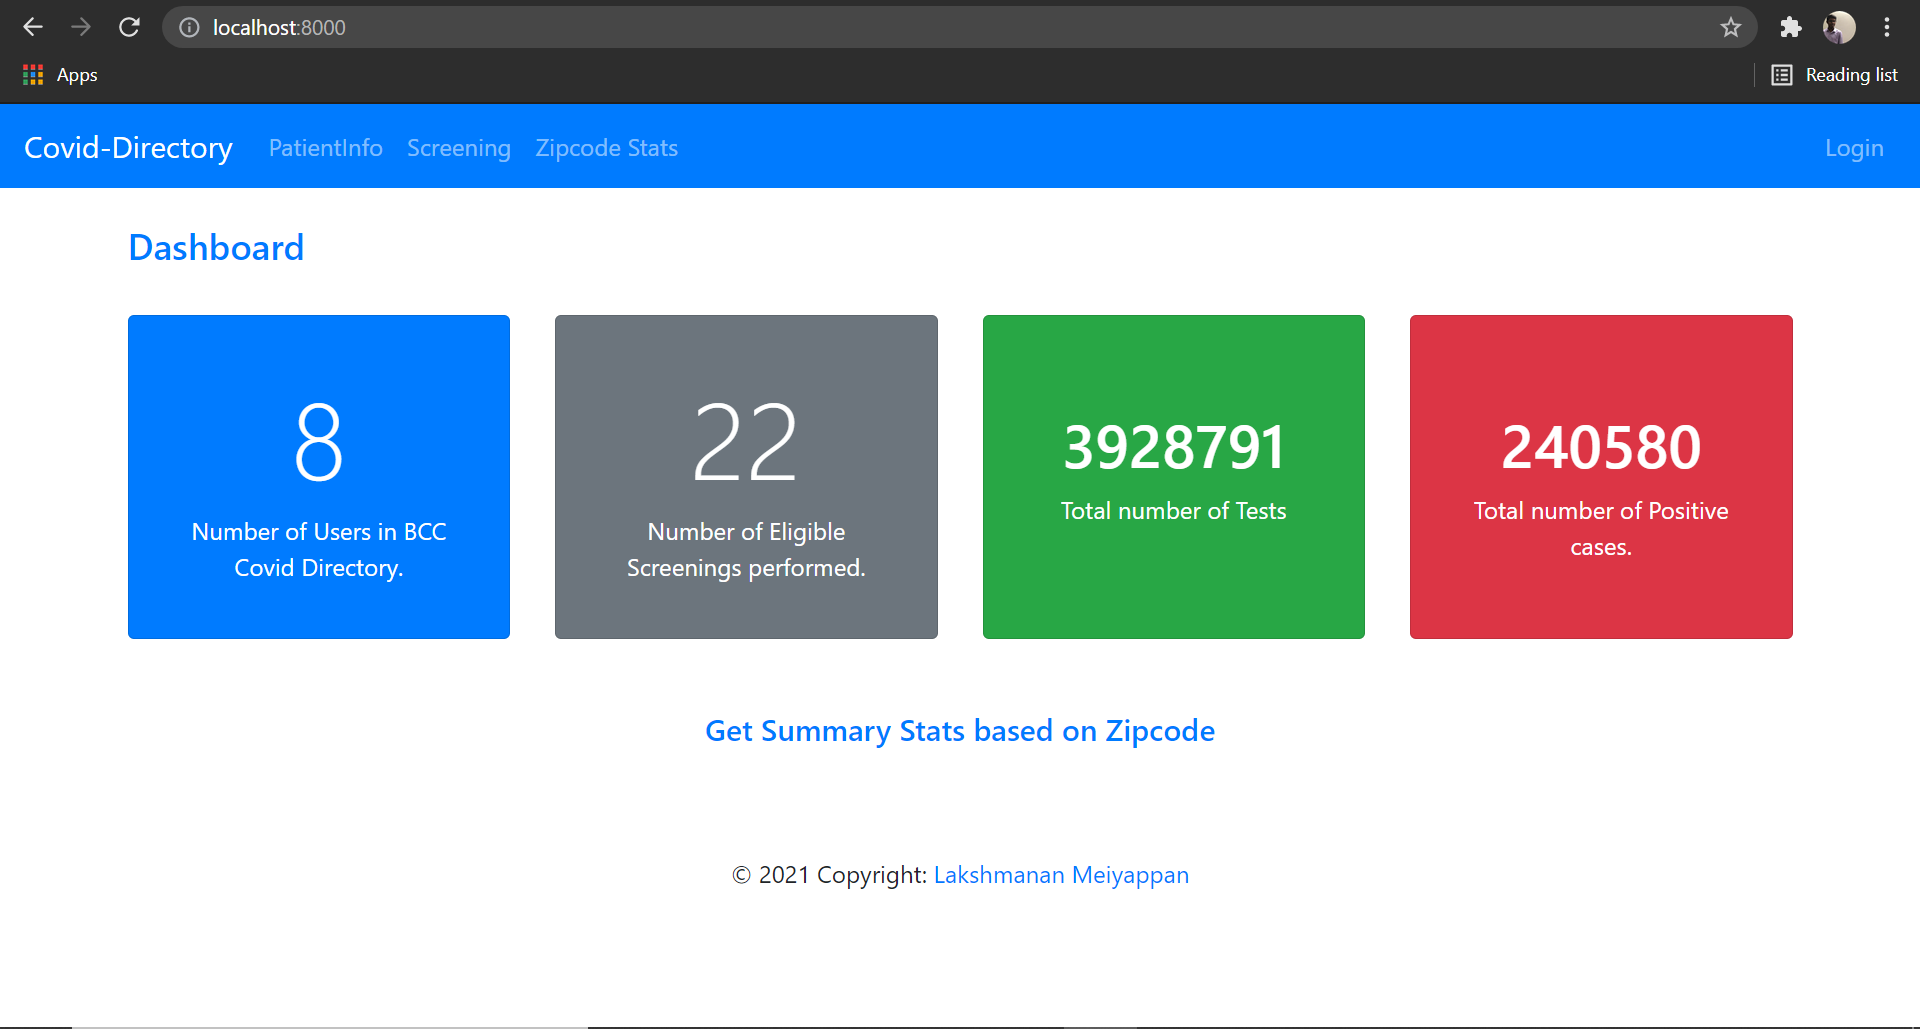 localhost:8000
Apps
Reading list
Covid-Directory PatientInfo Screening Zipcode Stats Login
Dashboard
8
Number of Users in BCC
Covid Directory.
22
Number of Eligible
Screenings performed.
3928791
Total number of Tests
240580
Total number of Positive
cases.
Get Summary Stats based on Zipcode
© 2021 Copyright: Lakshmanan Meiyappan